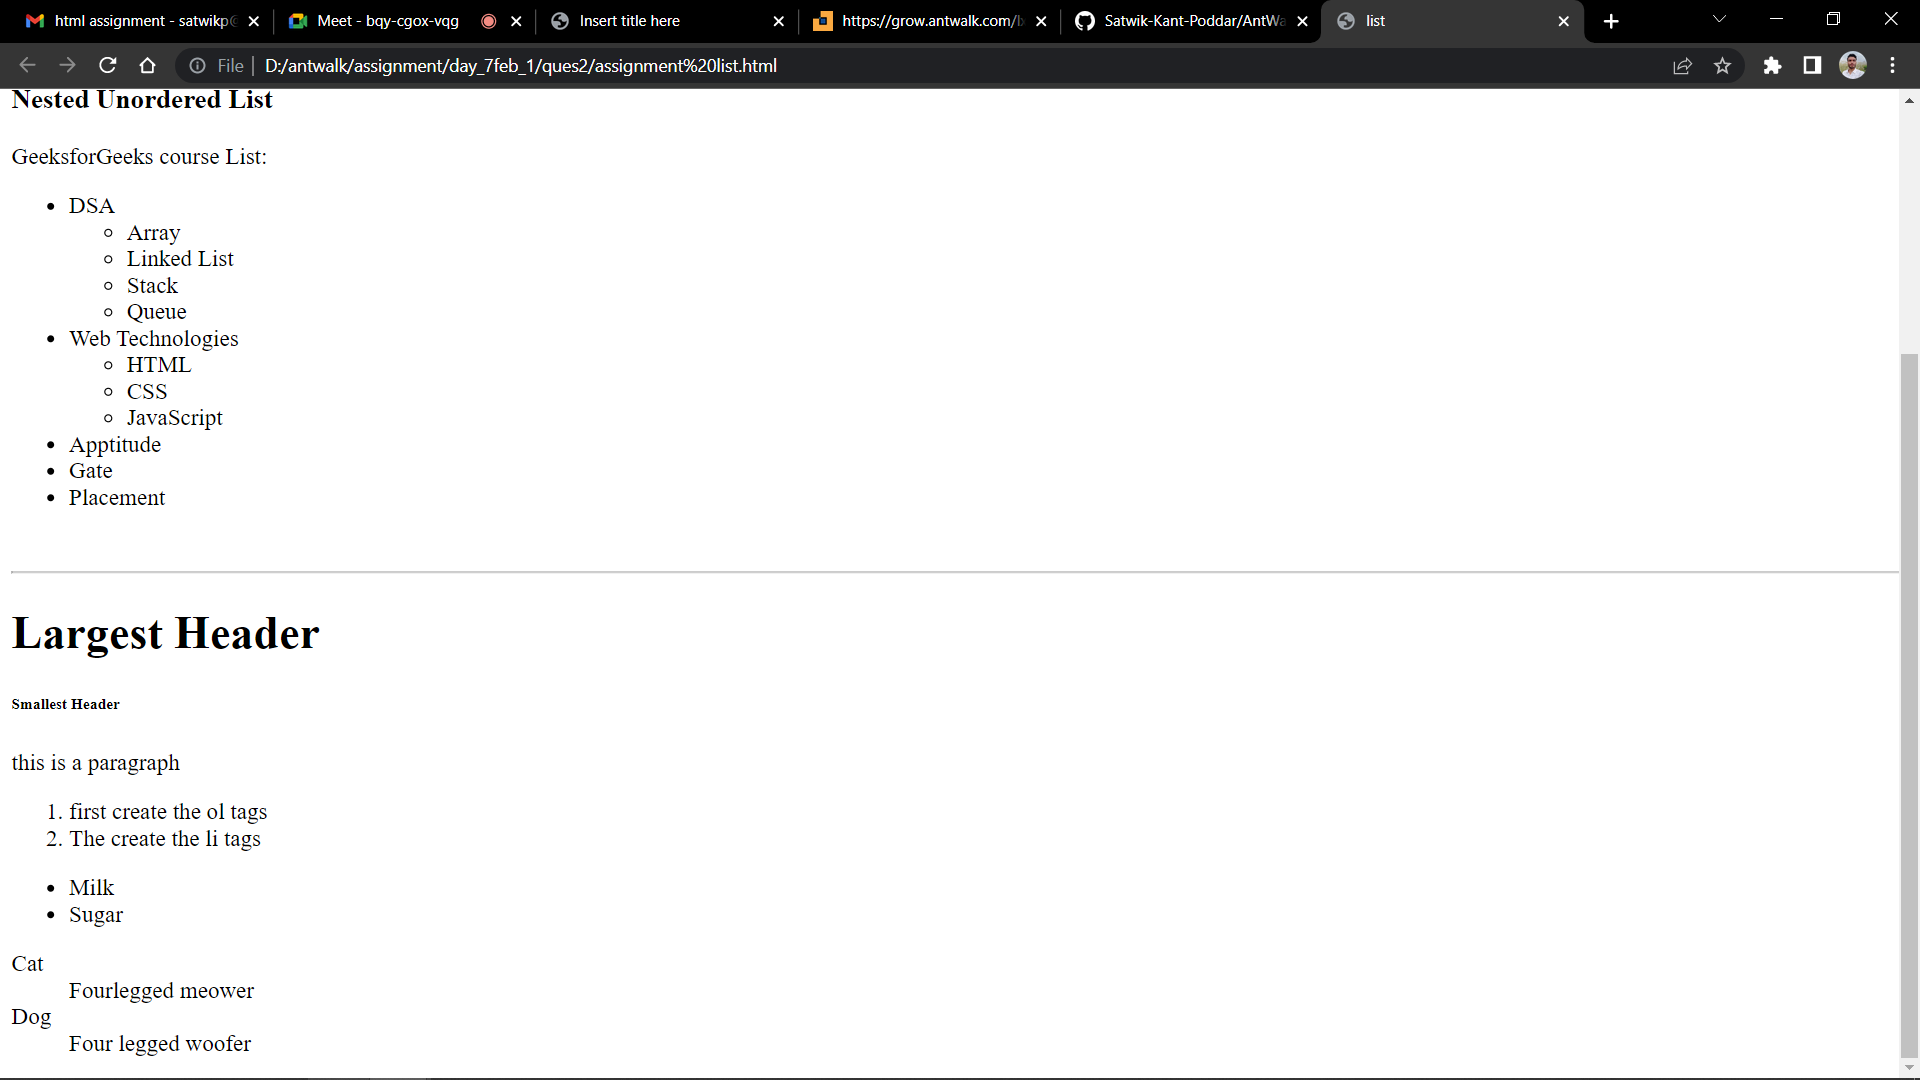 html assignment - satwikp@
Meet - bqy-cgox-vqg
Insert title here
https://grow.antwalk.com/
Satwik-Kant-Poddar/AntWa
list
File | D:/antwalk/assignment/day_7feb_1/ques2/assignment%20list.html
Nested Unordered List
GeeksforGeeks course List:
• DSA
◦ Array
◦ Linked List
◦ Stack
◦ Queue
• Web Technologies
◦ HTML
◦ CSS
◦ JavaScript
• Apptitude
• Gate
• Placement
Largest Header
Smallest Header
this is a paragraph
1. first create the ol tags
2. The create the li tags
• Milk
• Sugar
Cat
Fourlegged meower
Dog
Four legged woofer